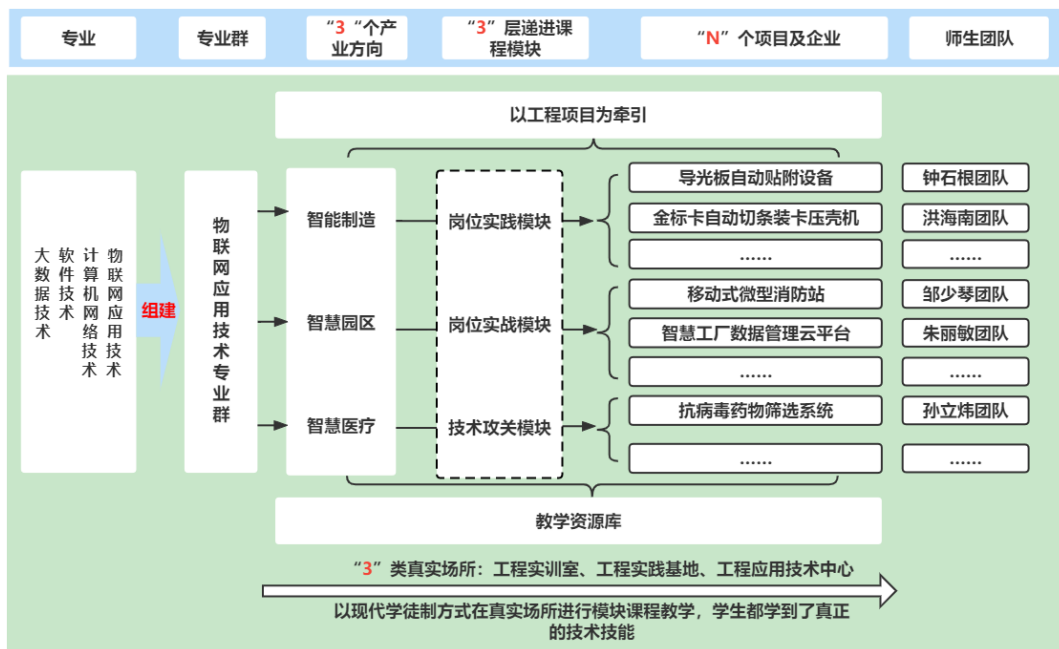 专业
专业群
“3“个产
业方向
“3”层递进课
程模块
“N”个项目及企业
师生团队
以工程项目为牵引
大数据技术
软件技术
计算机网络技术
物联网应用技术
组建
物联网应用技术专业群
智能制造
智慧园区
智慧医疗
岗位实践模块
岗位实战模块
技术攻关模块
导光板自动贴附设备
钟石根团队
金标卡自动切条装卡压壳机
洪海南团队
......
......
移动式微型消防站
邹少琴团队
智慧工厂数据管理云平台
朱丽敏团队
......
......
抗病毒药物筛选系统
孙立炜团队
......
......
教学资源库
“3”类真实场所：工程实训室、工程实践基地、工程应用技术中心
以现代学徒制方式在真实场所进行模块课程教学，学生都学到了真正
的技术技能